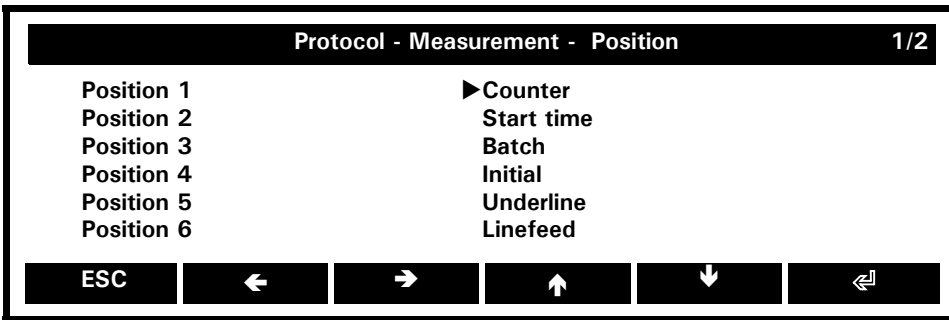 Protocol - Measurement - Position 1/2
Position 1 ▶Counter
Position 2 Start time
Position 3 Batch
Position 4 Initial
Position 5 Underline
Position 6 Linefeed
ESC ← → ↑ ↓ ↵